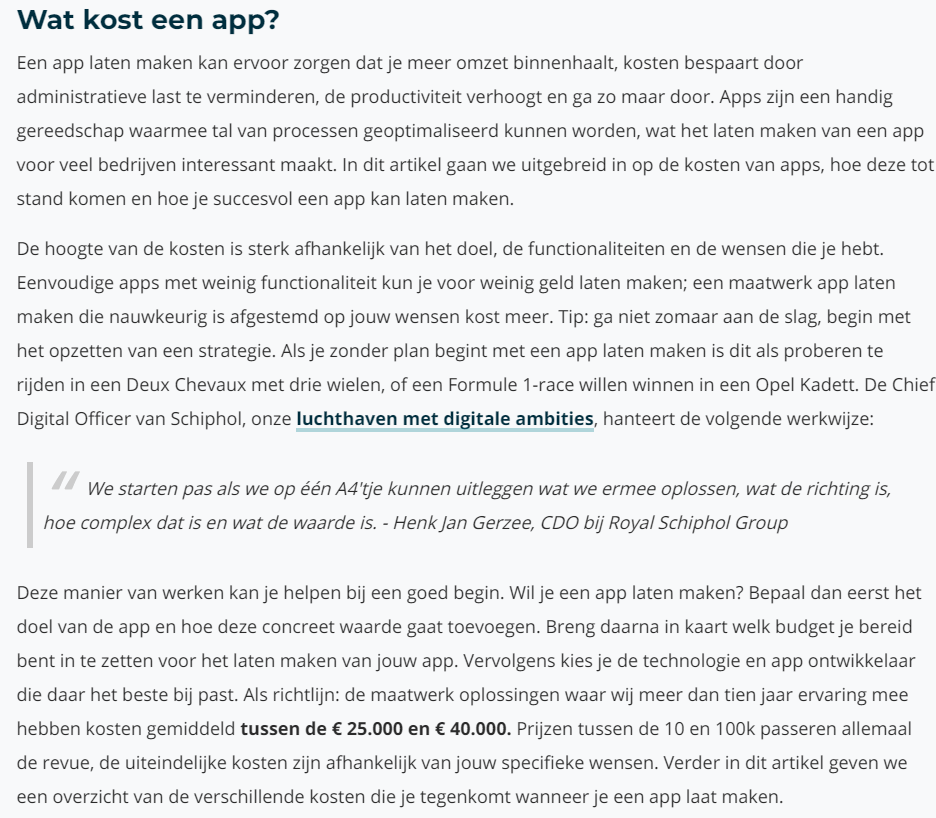 Wat kost een app?
Een app laten maken kan ervoor zorgen dat je meer omzet binnenhaalt, kosten bespaart door
administratieve last te verminderen, de productiviteit verhoogt en ga zo maar door. Apps zijn een handig
gereedschap waarmee tal van processen geoptimaliseerd kunnen worden, wat het laten maken van een app
voor veel bedrijven interessant maakt. In dit artikel gaan we uitgebreid in op de kosten van apps, hoe deze tot
stand komen en hoe je succesvol een app kan laten maken.
De hoogte van de kosten is sterk afhankelijk van het doel, de functionaliteiten en de wensen die je hebt.
Eenvoudige apps met weinig functionaliteit kun je voor weinig geld laten maken; een maatwerk app laten
maken die nauwkeurig is afgestemd op jouw wensen kost meer. Tip: ga niet zomaar aan de slag, begin met
het opzetten van een strategie. Als je zonder plan begint met een app laten maken is dit als proberen te
rijden in een Deux Chevaux met drie wielen, of een Formule 1-race willen winnen in een Opel Kadett. De Chief
Digital Officer van Schiphol, onze luchthaven met digitale ambities, hanteert de volgende werkwijze:
" We starten pas als we op één A4'tje kunnen uitleggen wat we ermee oplossen, wat de richting is,
hoe complex dat is en wat de waarde is. - Henk Jan Gerzee, CDO bij Royal Schiphol Group
Deze manier van werken kan je helpen bij een goed begin. Wil je een app laten maken? Bepaal dan eerst het
doel van de app en hoe deze concreet waarde gaat toevoegen. Breng daarna in kaart welk budget je bereid
bent in te zetten voor het laten maken van jouw app. Vervolgens kies je de technologie en app ontwikkelaar
die daar het beste bij past. Als richtlijn: de maatwerk oplossingen waar wij meer dan tien jaar ervaring mee
hebben kosten gemiddeld tussen de € 25.000 en € 40.000. Prijzen tussen de 10 en 100k passeren allemaal
de revue, de uiteindelijke kosten zijn afhankelijk van jouw specifieke wensen. Verder in dit artikel geven we
een overzicht van de verschillende kosten die je tegenkomt wanneer je een app laat maken.